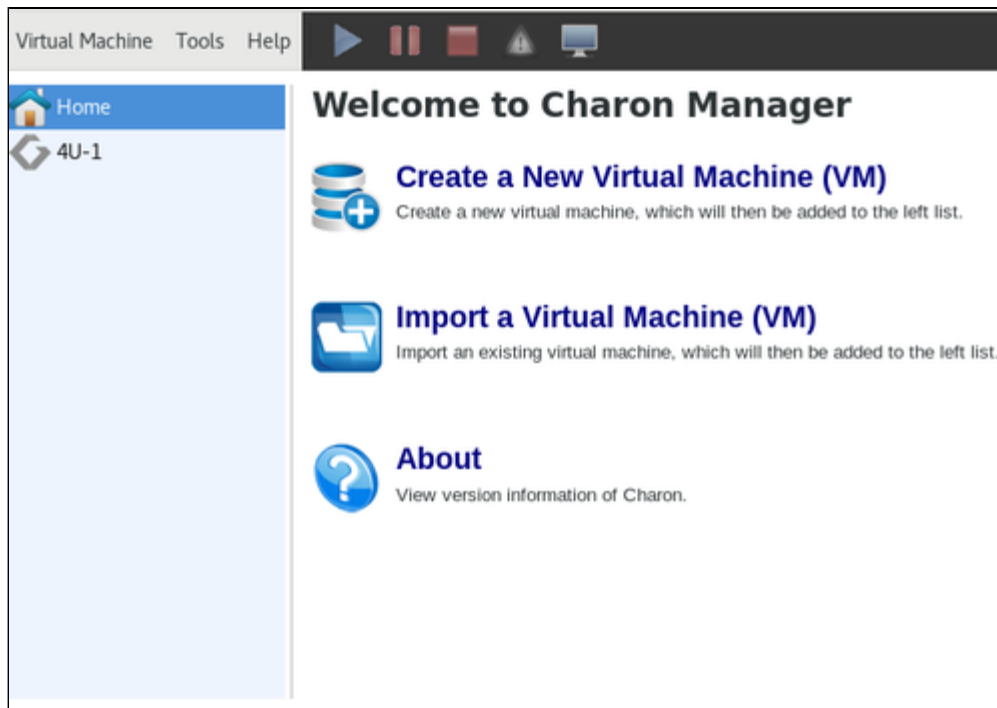 Virtual Machine Tools Help
Home
4U-1
Welcome to Charon Manager
Create a New Virtual Machine (VM)
Create a new virtual machine, which will then be added to the left list.
Import a Virtual Machine (VM)
Import an existing virtual machine, which will then be added to the left list.
About
View version information of Charon.